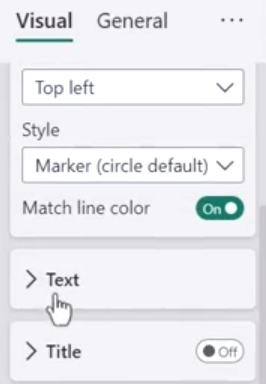 Visual General ...
Top left
Style
Marker (circle default)
Match line color On
Text
Title Off